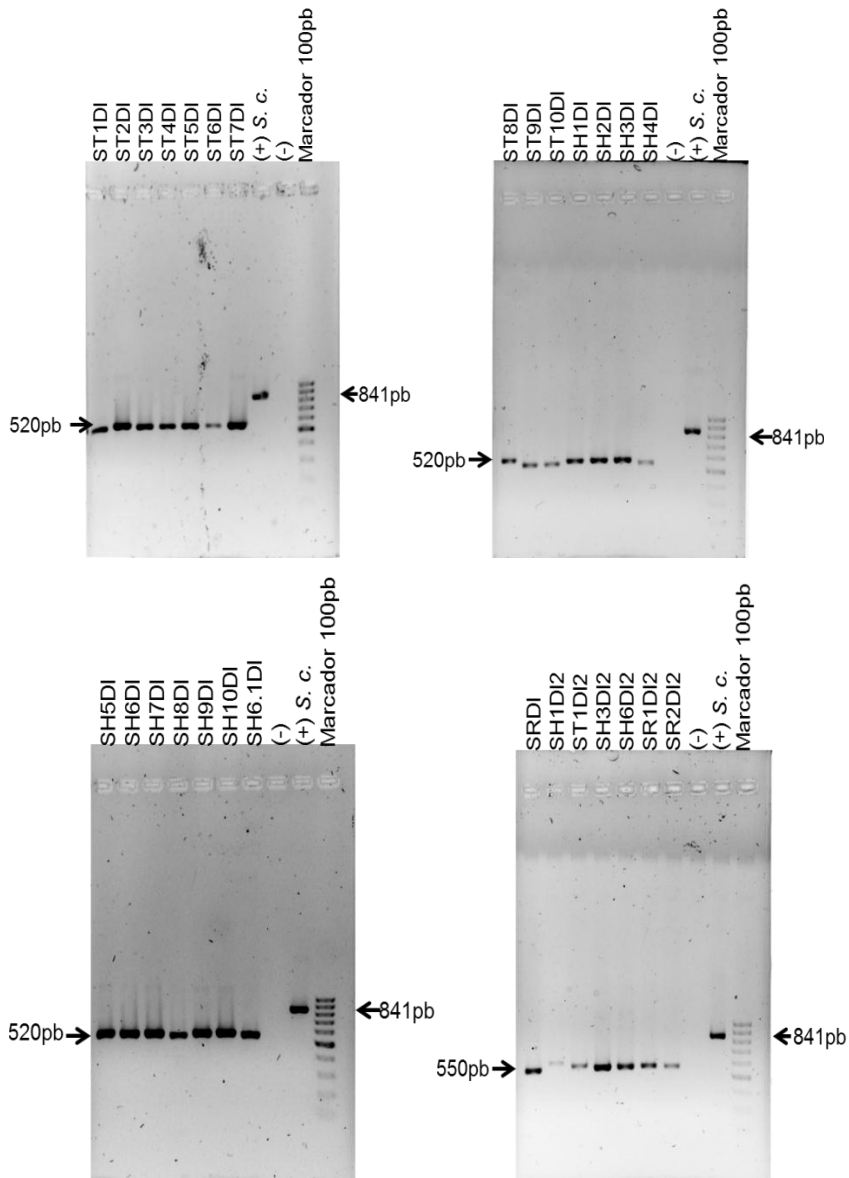 ST1DI
ST2DI
ST3DI
ST4DI
ST5DI
ST6DI
ST7DI
(+) S. c.
(-)
Marcador 100pb
520pb
841pb
ST8DI
ST9DI
ST10DI
SH1DI
SH2DI
SH3DI
SH4DI
(-)
(+) S. c.
Marcador 100pb
520pb
841pb
SH5DI
SH6DI
SH7DI
SH8DI
SH9DI
SH10DI
SH6.1DI
(-)
(+) S. c.
Marcador 100pb
520pb
841pb
SRDI
SH1DI2
ST1DI2
SH3DI2
SH6DI2
SR1DI2
SR2DI2
(-)
(+) S. c.
Marcador 100pb
550pb
841pb